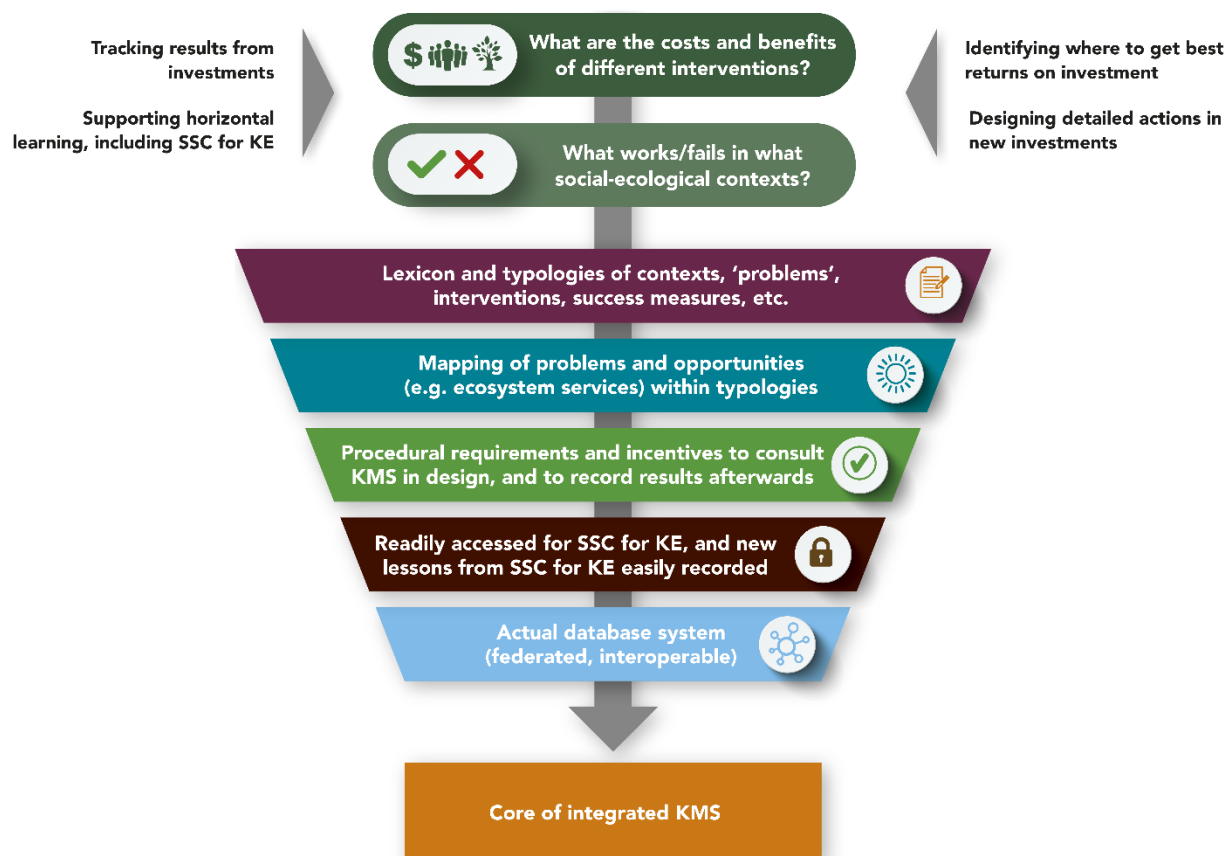 Tracking results from
investments
Supporting horizontal
learning, including SSC for KE
$
What are the costs and benefits
of different interventions?
What works/fails in what
social-ecological contexts?
Identifying where to get best
returns on investment
Designing detailed actions in
new investments
Lexicon and typologies of contexts, ‘problems’,
interventions, success measures, etc.
Mapping of problems and opportunities
(e.g. ecosystem services) within typologies
Procedural requirements and incentives to consult
KMS in design, and to record results afterwards
Readily accessed for SSC for KE, and new
lessons from SSC for KE easily recorded
Actual database system
(federated, interoperable)
Core of integrated KMS